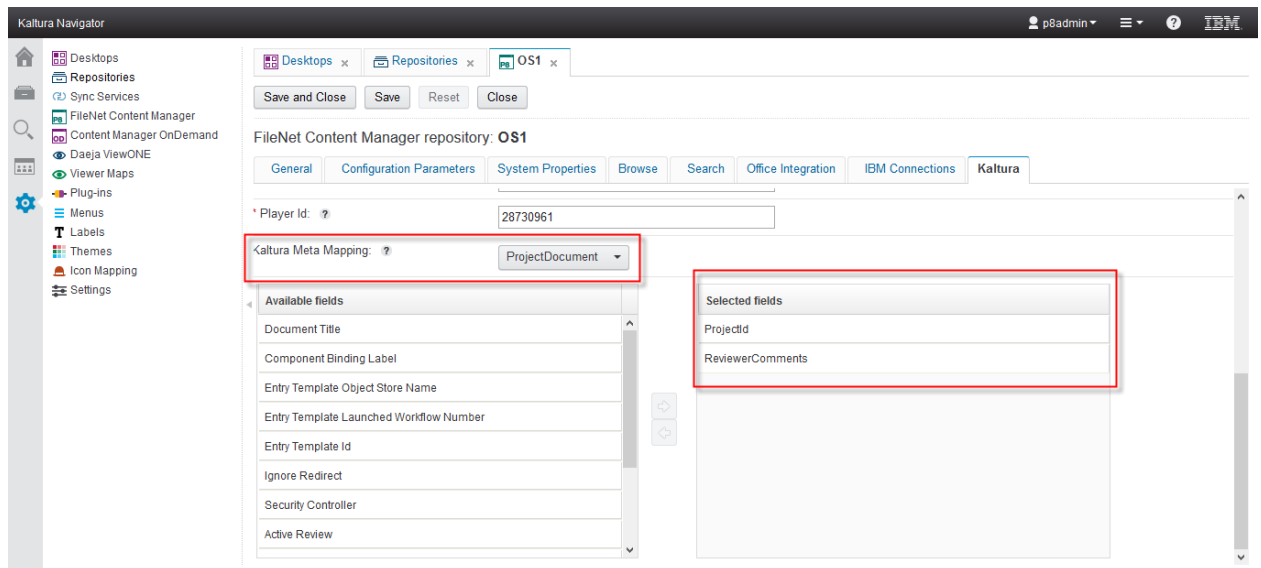 Kaltura Navigator
p8admin
?
IBM
Desktops
Repositories
Sync Services
FileNet Content Manager
Content Manager OnDemand
Daeja ViewONE
Viewer Maps
Plug-ins
Menus
Labels
Themes
Icon Mapping
Settings
Desktops x Repositories x OS1 x
Save and Close Save Reset Close
FileNet Content Manager repository: OS1
General Configuration Parameters System Properties Browse Search Office Integration IBM Connections Kaltura
* Player Id: ? 28730961
Kaltura Meta Mapping: ? ProjectDocument
Available fields
Document Title
Component Binding Label
Entry Template Object Store Name
Entry Template Launched Workflow Number
Entry Template Id
Ignore Redirect
Security Controller
Active Review
Selected fields
ProjectId
ReviewerComments